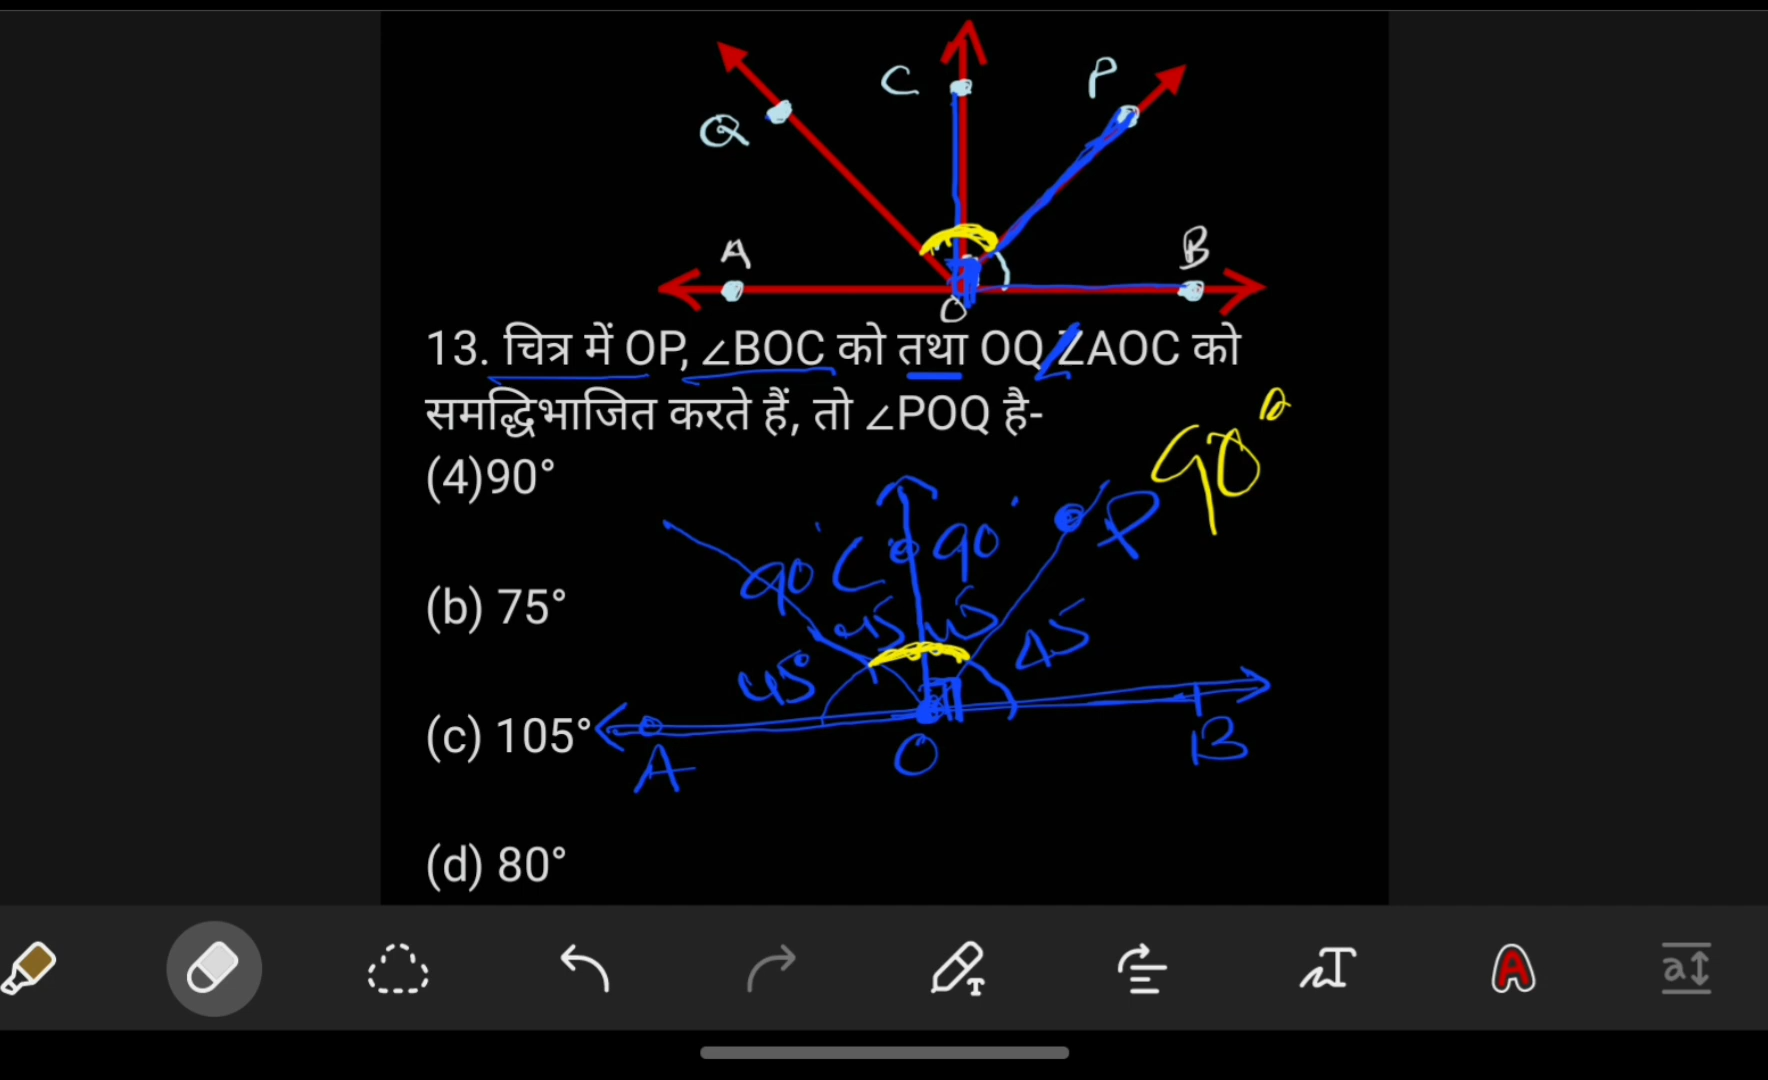 Q
C
P
A
B
O
13. चित्र में OP, ∠BOC को तथा OQ ∠AOC को
समद्धिभाजित करते हैं, तो ∠POQ है-
90°
(4)90°
P
90° C 90°
(b) 75°
45 45 45
45°
(c) 105°
A O B
(d) 80°